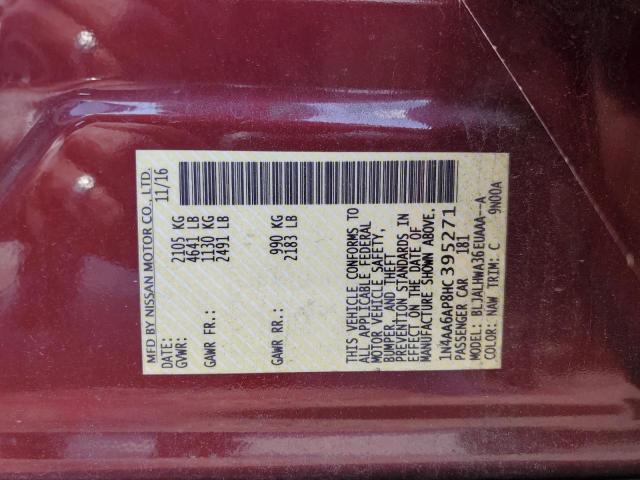 MFD BY NISSAN MOTOR CO., LTD.
DATE: 11/16
GVWR: 2105 KG
4641 LB
GAWR FR.: 1130 KG
2491 LB
GAWR RR.: 990 KG
2183 LB
THIS VEHICLE CONFORMS TO
ALL APPLICABLE FEDERAL
MOTOR VEHICLE SAFETY,
BUMPER, AND THEFT
PREVENTION STANDARDS IN
EFFECT ON THE DATE OF
MANUFACTURE SHOWN ABOVE.
1N4AA6AP8HC395271
PASSENGER CAR 181
MODEL: BLJALHWA36EUAAA--A
COLOR: NAW TRIM: C 9N00A